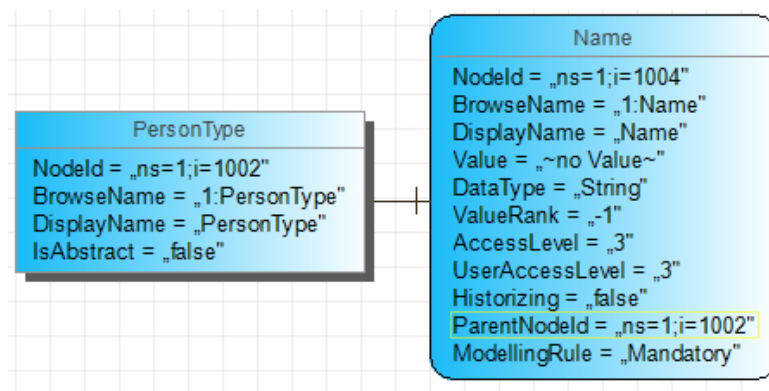 PersonType
NodeId = „ns=1;i=1002"
BrowseName = „1:PersonType"
DisplayName = „PersonType"
IsAbstract = „false"
Name
NodeId = „ns=1;i=1004"
BrowseName = „1:Name"
DisplayName = „Name"
Value = „~no Value~"
DataType = „String"
ValueRank = „-1"
AccessLevel = „3"
UserAccessLevel = „3"
Historizing = „false"
ParentNodeId = „ns=1;i=1002"
ModellingRule = „Mandatory"